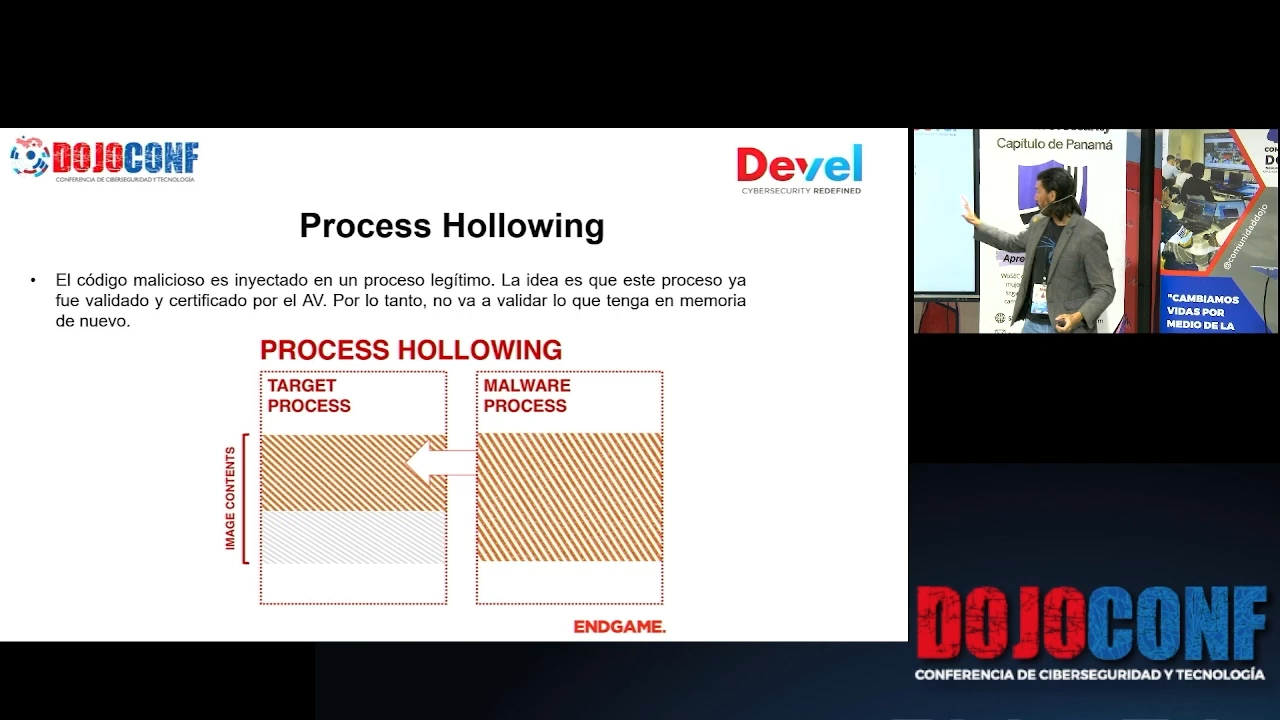 DOJOCONF
CONFERENCIA DE CIBERSEGURIDAD Y TECNOLOGÍA
Devel
CYBERSECURITY REDEFINED
Process Hollowing
• El código malicioso es inyectado en un proceso legítimo. La idea es que este proceso ya
fue validado y certificado por el AV. Por lo tanto, no va a validar lo que tenga en memoria
de nuevo.
PROCESS HOLLOWING
TARGET
PROCESS
MALWARE
PROCESS
IMAGE CONTENTS
ENDGAME.
Capítulo de Panamá
Apre
@comunidaddojo
"CAMBIAMOS
VIDAS POR
MEDIO DE LA
DOJOCONF
CONFERENCIA DE CIBERSEGURIDAD Y TECNOLOGÍA